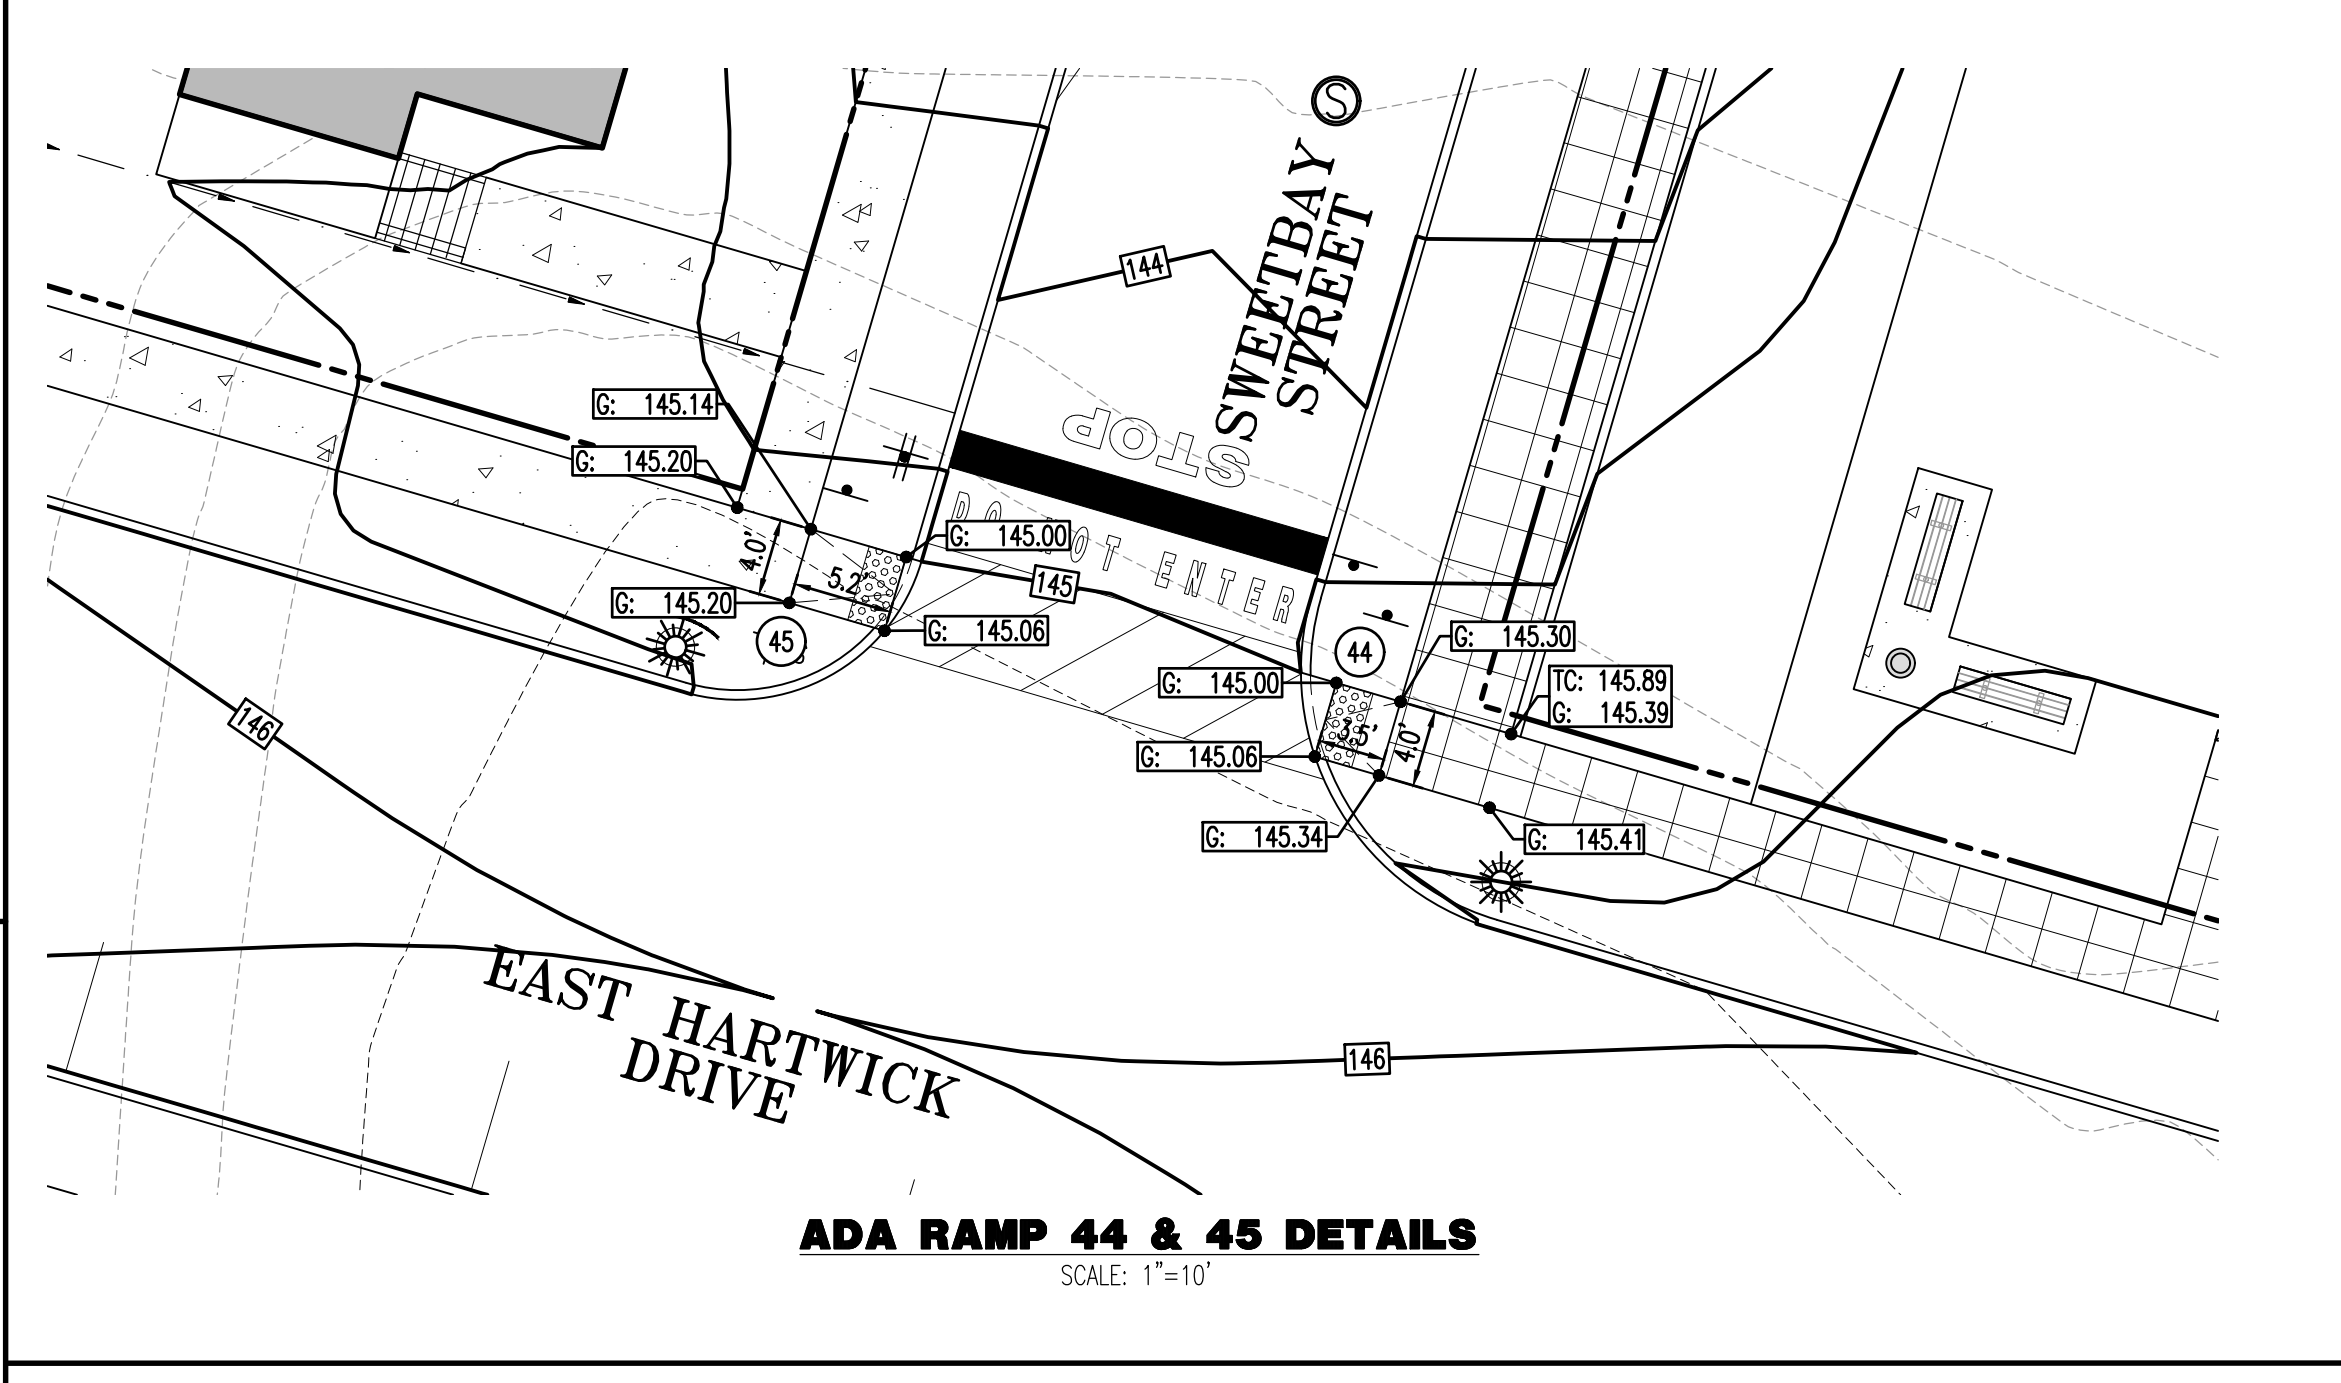 S
SWEETBAY
STREET
144
STOP
DO NOT ENTER
G: 145.14
G: 145.20
G: 145.00
4.0'
5.2'
145
G: 145.20
G: 145.06
45
44
G: 145.30
G: 145.00
TC: 145.89
G: 145.39
3.5'
4.0'
G: 145.06
G: 145.34
G: 145.41
146
EAST HARTWICK
DRIVE
146
ADA RAMP 44 & 45 DETAILS
SCALE: 1"=10'